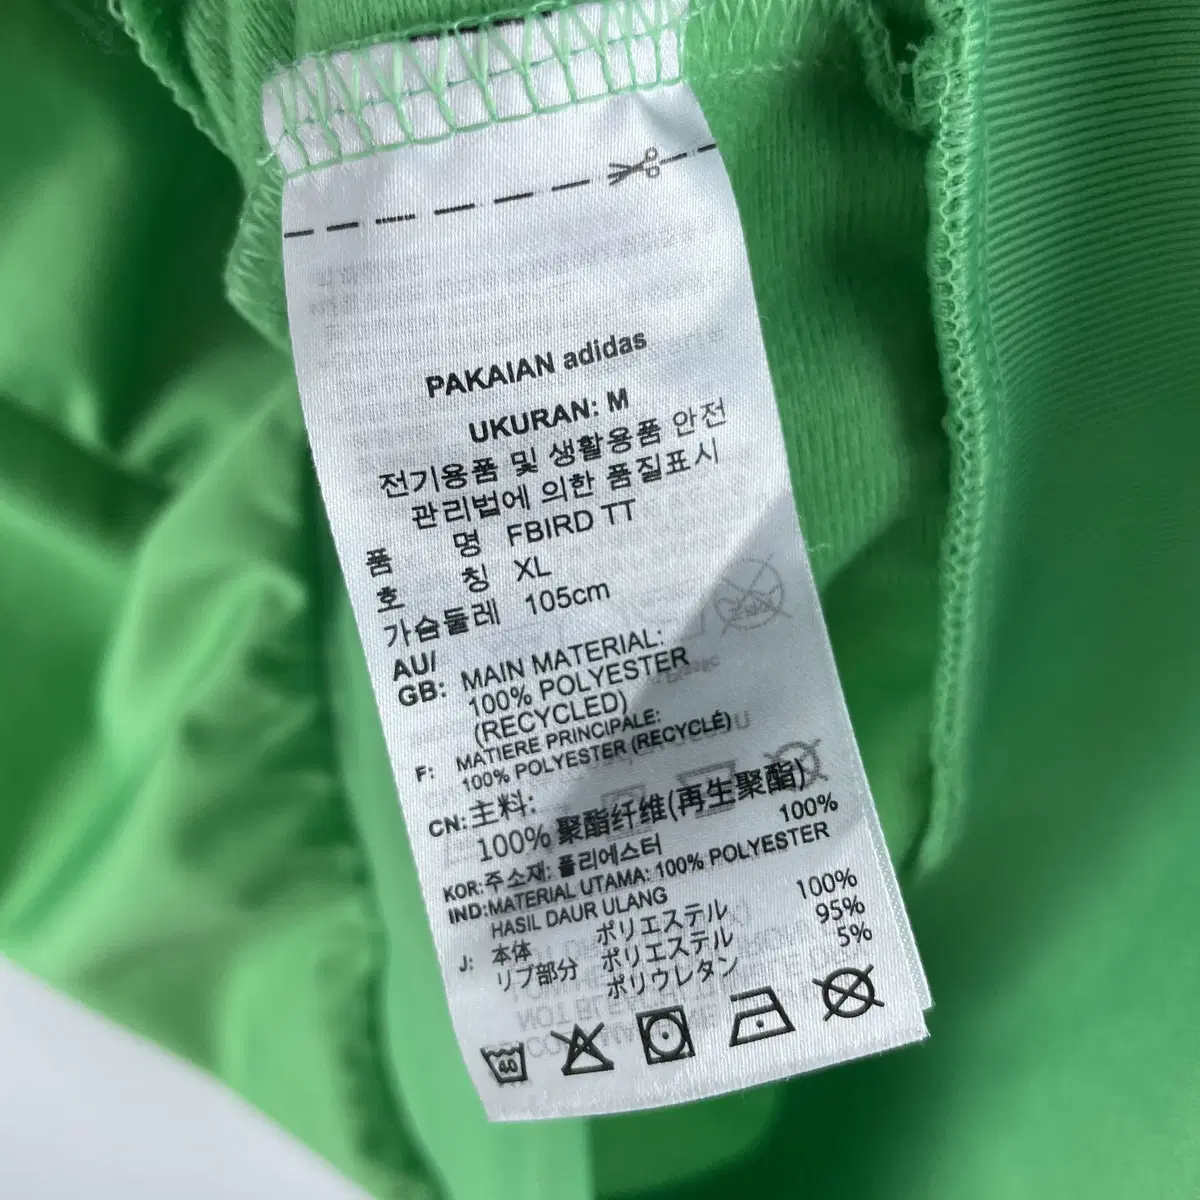 PAKAIAN adidas
UKURAN: M
전기용품 및 생활용품 안전
관리법에 의한 품질표시
품 명 FBIRD TT
호 칭 XL
가슴둘레 105cm
AU/
GB: MAIN MATERIAL:
100% POLYESTER
(RECYCLED)
F: MATIERE PRINCIPALE:
100% POLYESTER (RECYCLÉ)
CN: 主料:
100% 聚酯纤维(再生聚酯)
KOR: 주소재: 폴리에스터 100%
IND: MATERIAL UTAMA: 100% POLYESTER
HASIL DAUR ULANG
J: 本体 ポリエステル 100%
リブ部分 ポリエステル 95%
ポリウレタン 5%
40